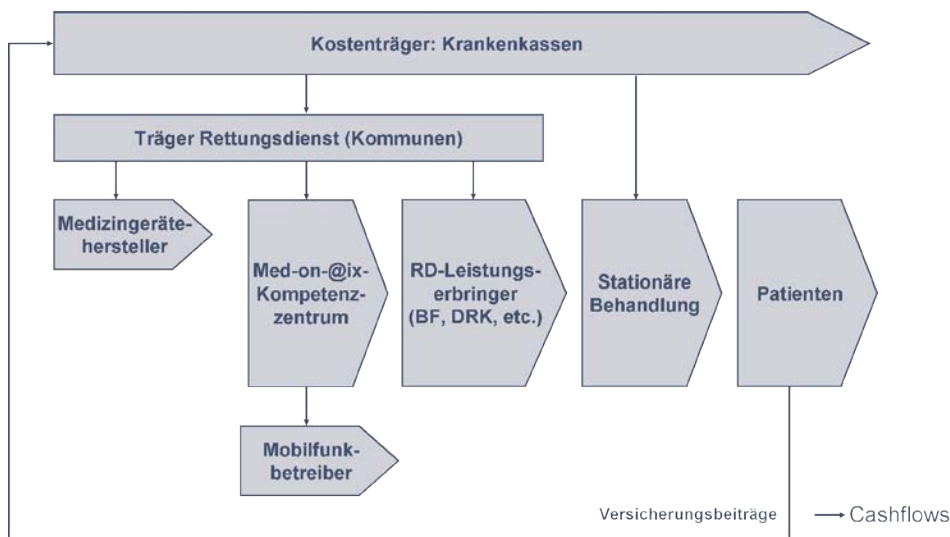 Kostenträger: Krankenkassen
Träger Rettungsdienst (Kommunen)
Medizingeräte-
hersteller
Med-on-@ix-
Kompetenz-
zentrum
RD-Leistungs-
erbringer
(BF, DRK, etc.)
Stationäre
Behandlung
Patienten
Mobilfunk-
betreiber
Versicherungsbeiträge
Cashflows